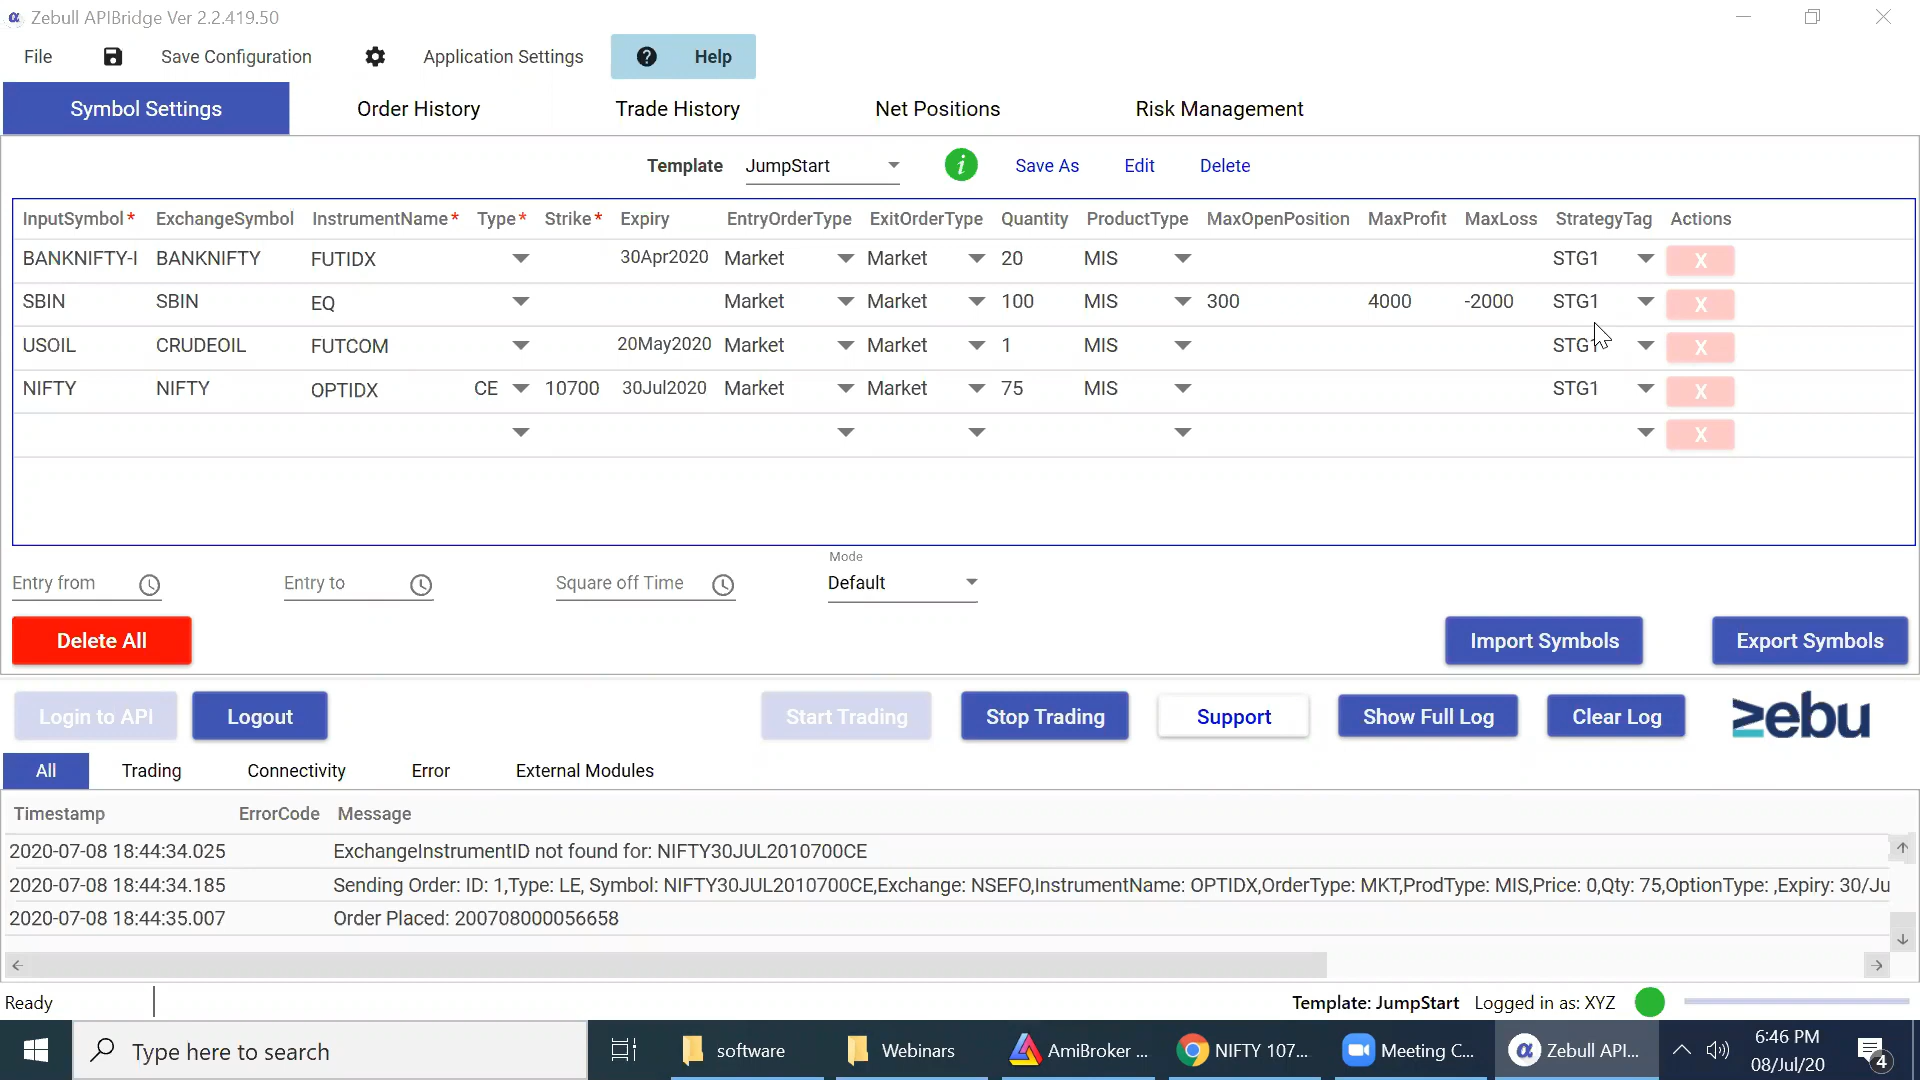 Zebull APIBridge Ver 2.2.419.50
File Save Configuration Application Settings Help
Symbol Settings Order History Trade History Net Positions Risk Management
Template JumpStart Save As Edit Delete
InputSymbol* ExchangeSymbol InstrumentName* Type* Strike* Expiry EntryOrderType ExitOrderType Quantity ProductType MaxOpenPosition MaxProfit MaxLoss StrategyTag Actions
BANKNIFTY-I BANKNIFTY FUTIDX 30Apr2020 Market Market 20 MIS STG1 X
SBIN SBIN EQ Market Market 100 MIS 300 4000 -2000 STG1 X
USOIL CRUDEOIL FUTCOM 20May2020 Market Market 1 MIS STG1 X
NIFTY NIFTY OPTIDX CE 10700 30Jul2020 Market Market 75 MIS STG1 X
X
Mode
Entry from Entry to Square off Time Default
Delete All Import Symbols Export Symbols
Login to API Logout Start Trading Stop Trading Support Show Full Log Clear Log zebu
All Trading Connectivity Error External Modules
Timestamp ErrorCode Message
2020-07-08 18:44:34.025 ExchangeInstrumentID not found for: NIFTY30JUL2010700CE
2020-07-08 18:44:34.185 Sending Order: ID: 1,Type: LE, Symbol: NIFTY30JUL2010700CE,Exchange: NSEFO,InstrumentName: OPTIDX,OrderType: MKT,ProdType: MIS,Price: 0,Qty: 75,OptionType: ,Expiry: 30/Ju
2020-07-08 18:44:35.007 Order Placed: 200708000056658
Ready Template: JumpStart Logged in as: XYZ
Type here to search software Webinars AmiBroker ... NIFTY 107... Meeting C... Zebull API... 6:46 PM
08/Jul/20 4